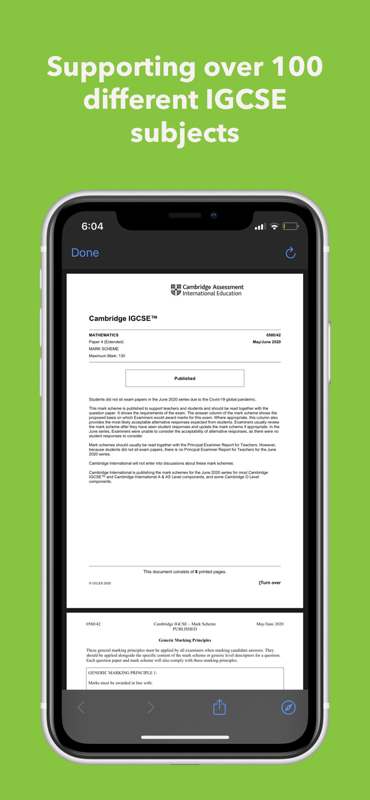 Supporting over 100
different IGCSE
subjects
6:04
Done
Cambridge Assessment
International Education
Cambridge IGCSE™
MATHEMATICS 0580/42
Paper 4 (Extended) May/June 2020
MARK SCHEME
Maximum Mark: 130
Published
Students did not sit exam papers in the June 2020 series due to the Covid-19 global pandemic.
This mark scheme is published to support teachers and students and should be read together with the
question paper. It shows the requirements of the exam. The answer column of the mark scheme shows the
proposed basis on which Examiners would award marks for this exam. Where appropriate, this column also
provides the most likely acceptable alternative responses expected from students. Examiners usually review
the mark scheme after they have seen student responses and update the mark scheme if appropriate. In the
June series, Examiners were unable to consider the acceptability of alternative responses, as there were no
student responses to consider.
Mark schemes should usually be read together with the Principal Examiner Report for Teachers. However,
because students did not sit exam papers, there is no Principal Examiner Report for Teachers for the June
2020 series.
Cambridge International will not enter into discussions about these mark schemes.
Cambridge International is publishing the mark schemes for the June 2020 series for most Cambridge
IGCSE™ and Cambridge International A & AS Level components, and some Cambridge O Level
components.
This document consists of 8 printed pages.
© UCLES 2020 [Turn over
0580/42 Cambridge IGCSE – Mark Scheme May/June 2020
PUBLISHED
Generic Marking Principles
These general marking principles must be applied by all examiners when marking candidate answers. They
should be applied alongside the specific content of the mark scheme or generic level descriptors for a question.
Each question paper and mark scheme will also comply with these marking principles.
GENERIC MARKING PRINCIPLE 1:
Marks must be awarded in line with: